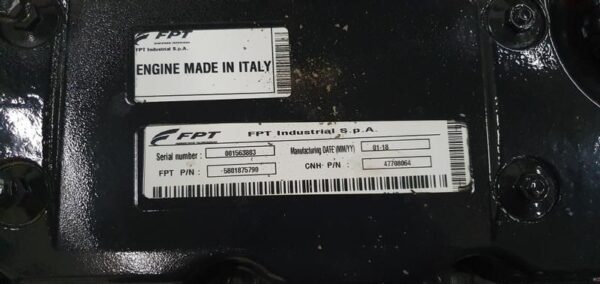 FPT
FPT Industrial S.p.A.
ENGINE MADE IN ITALY
FPT FPT Industrial S.p.A.
Serial number : 001563883 Manufacturing DATE (MM/YY) 01-18
FPT P/N : 5801875790 CNH P/N : 47708064